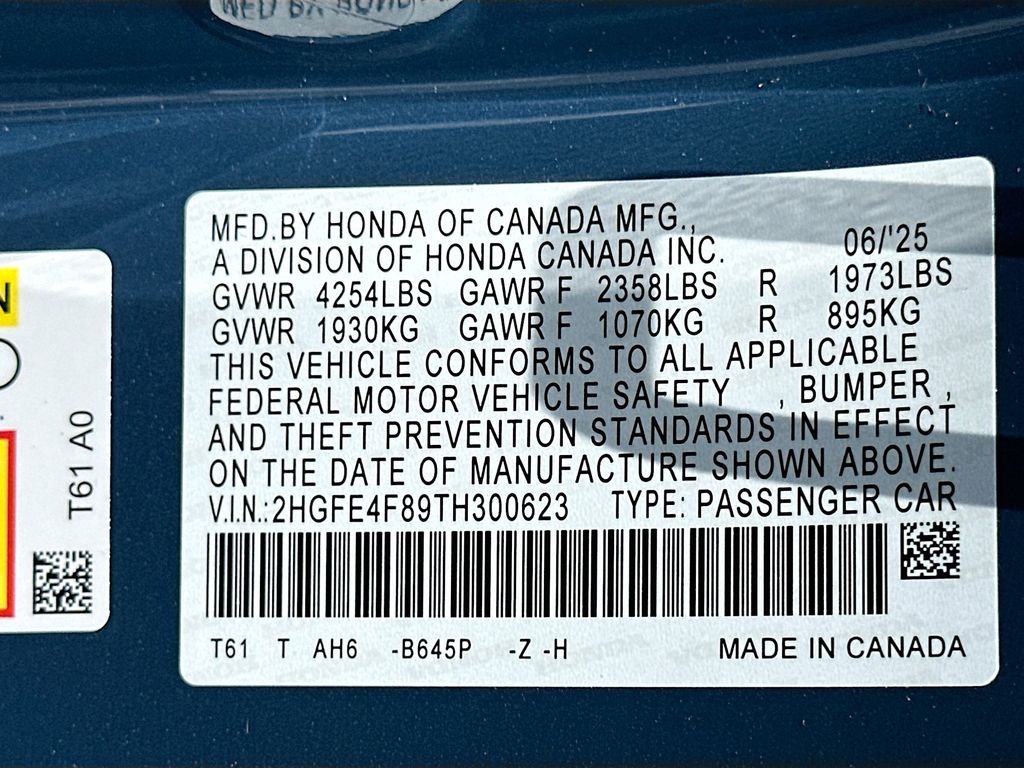 MFD.BY HONDA OF CANADA MFG.,
A DIVISION OF HONDA CANADA INC. 06/'25
GVWR 4254LBS GAWR F 2358LBS R 1973LBS
GVWR 1930KG GAWR F 1070KG R 895KG
THIS VEHICLE CONFORMS TO ALL APPLICABLE
FEDERAL MOTOR VEHICLE SAFETY , BUMPER ,
AND THEFT PREVENTION STANDARDS IN EFFECT
ON THE DATE OF MANUFACTURE SHOWN ABOVE.
V.I.N.:2HGFE4F89TH300623 TYPE: PASSENGER CAR
T61 T AH6 -B645P -Z -H MADE IN CANADA
T61 A0